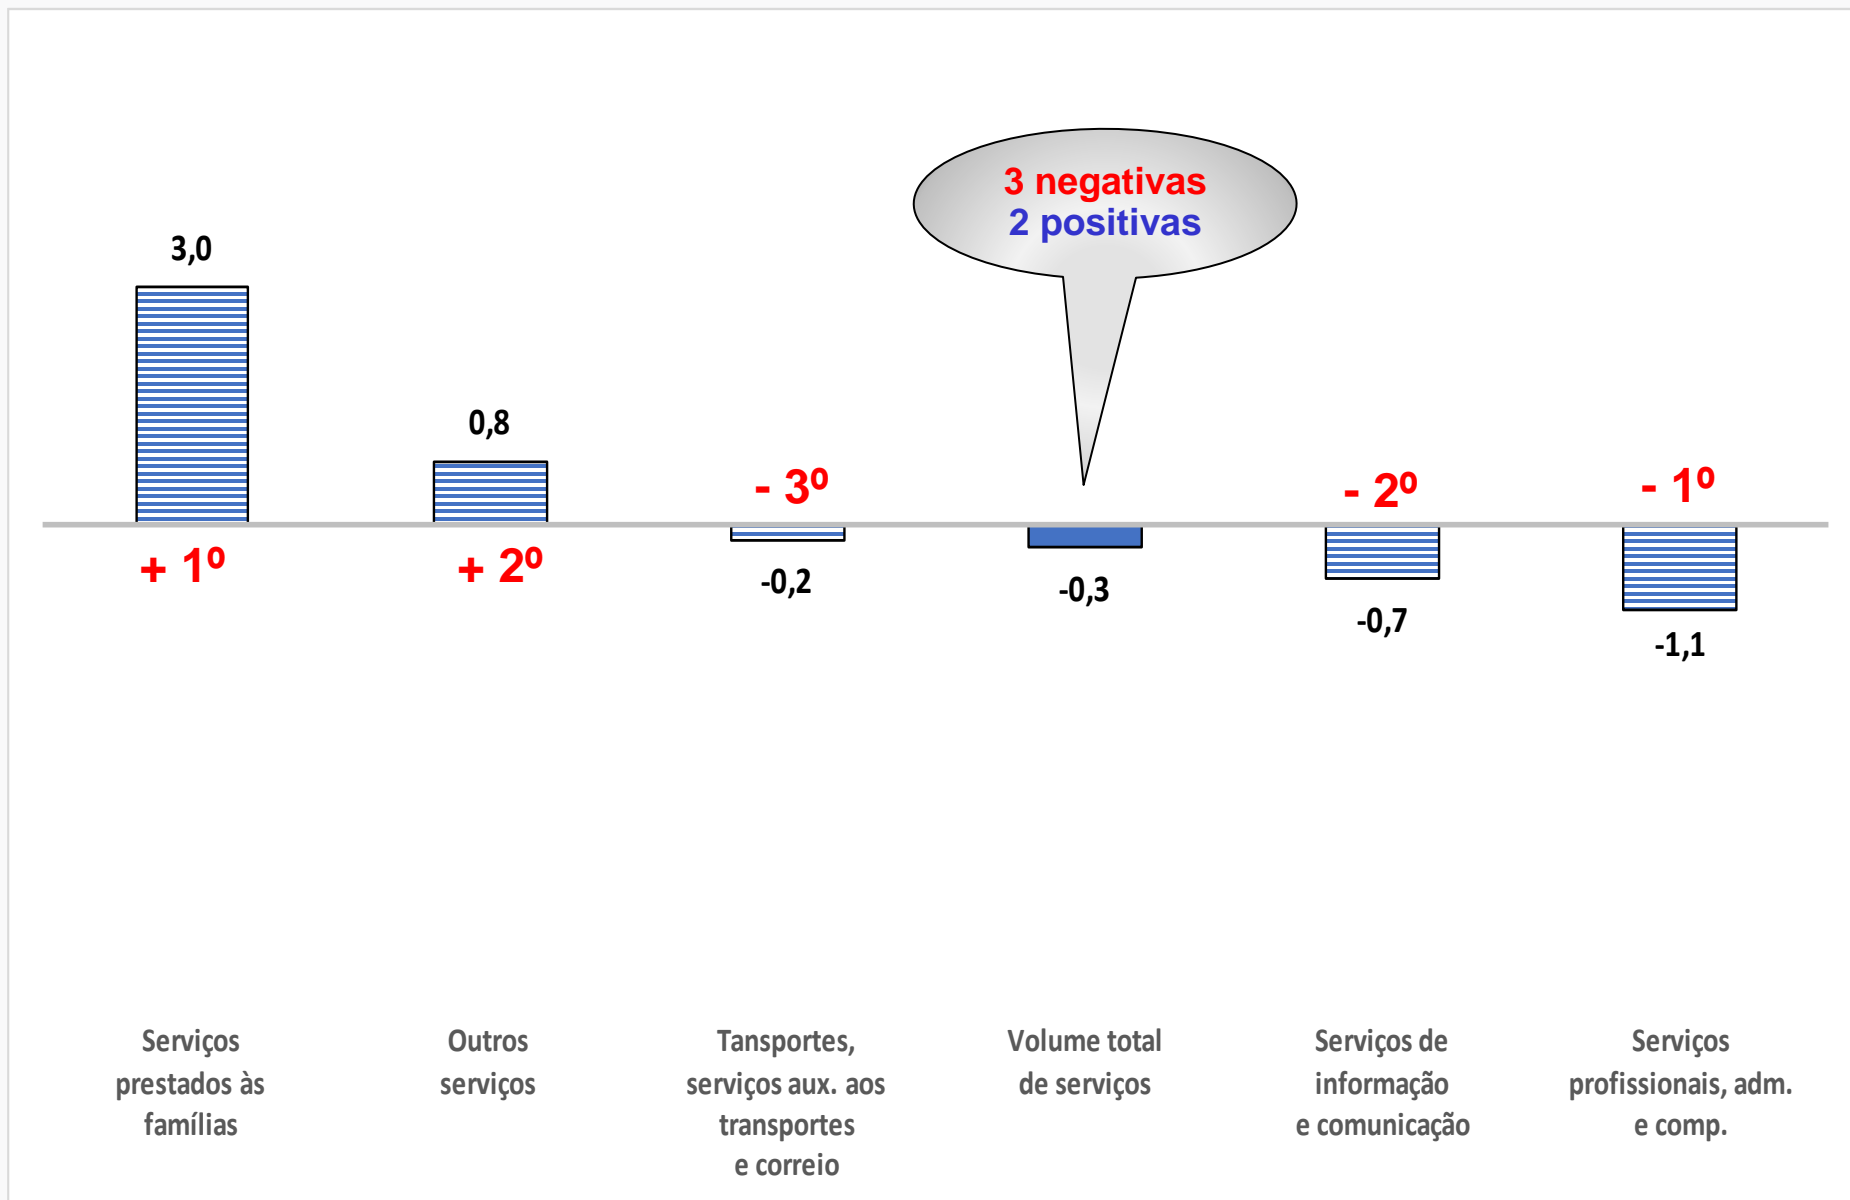 3 negativas
2 positivas
3,0
0,8
- 3º
- 2º
- 1º
+ 1º
+ 2º
-0,2
-0,3
-0,7
-1,1
Serviços
prestados às
famílias
Outros
serviços
Tansportes,
serviços aux. aos
transportes
e correio
Volume total
de serviços
Serviços de
informação
e comunicação
Serviços
profissionais, adm.
e comp.